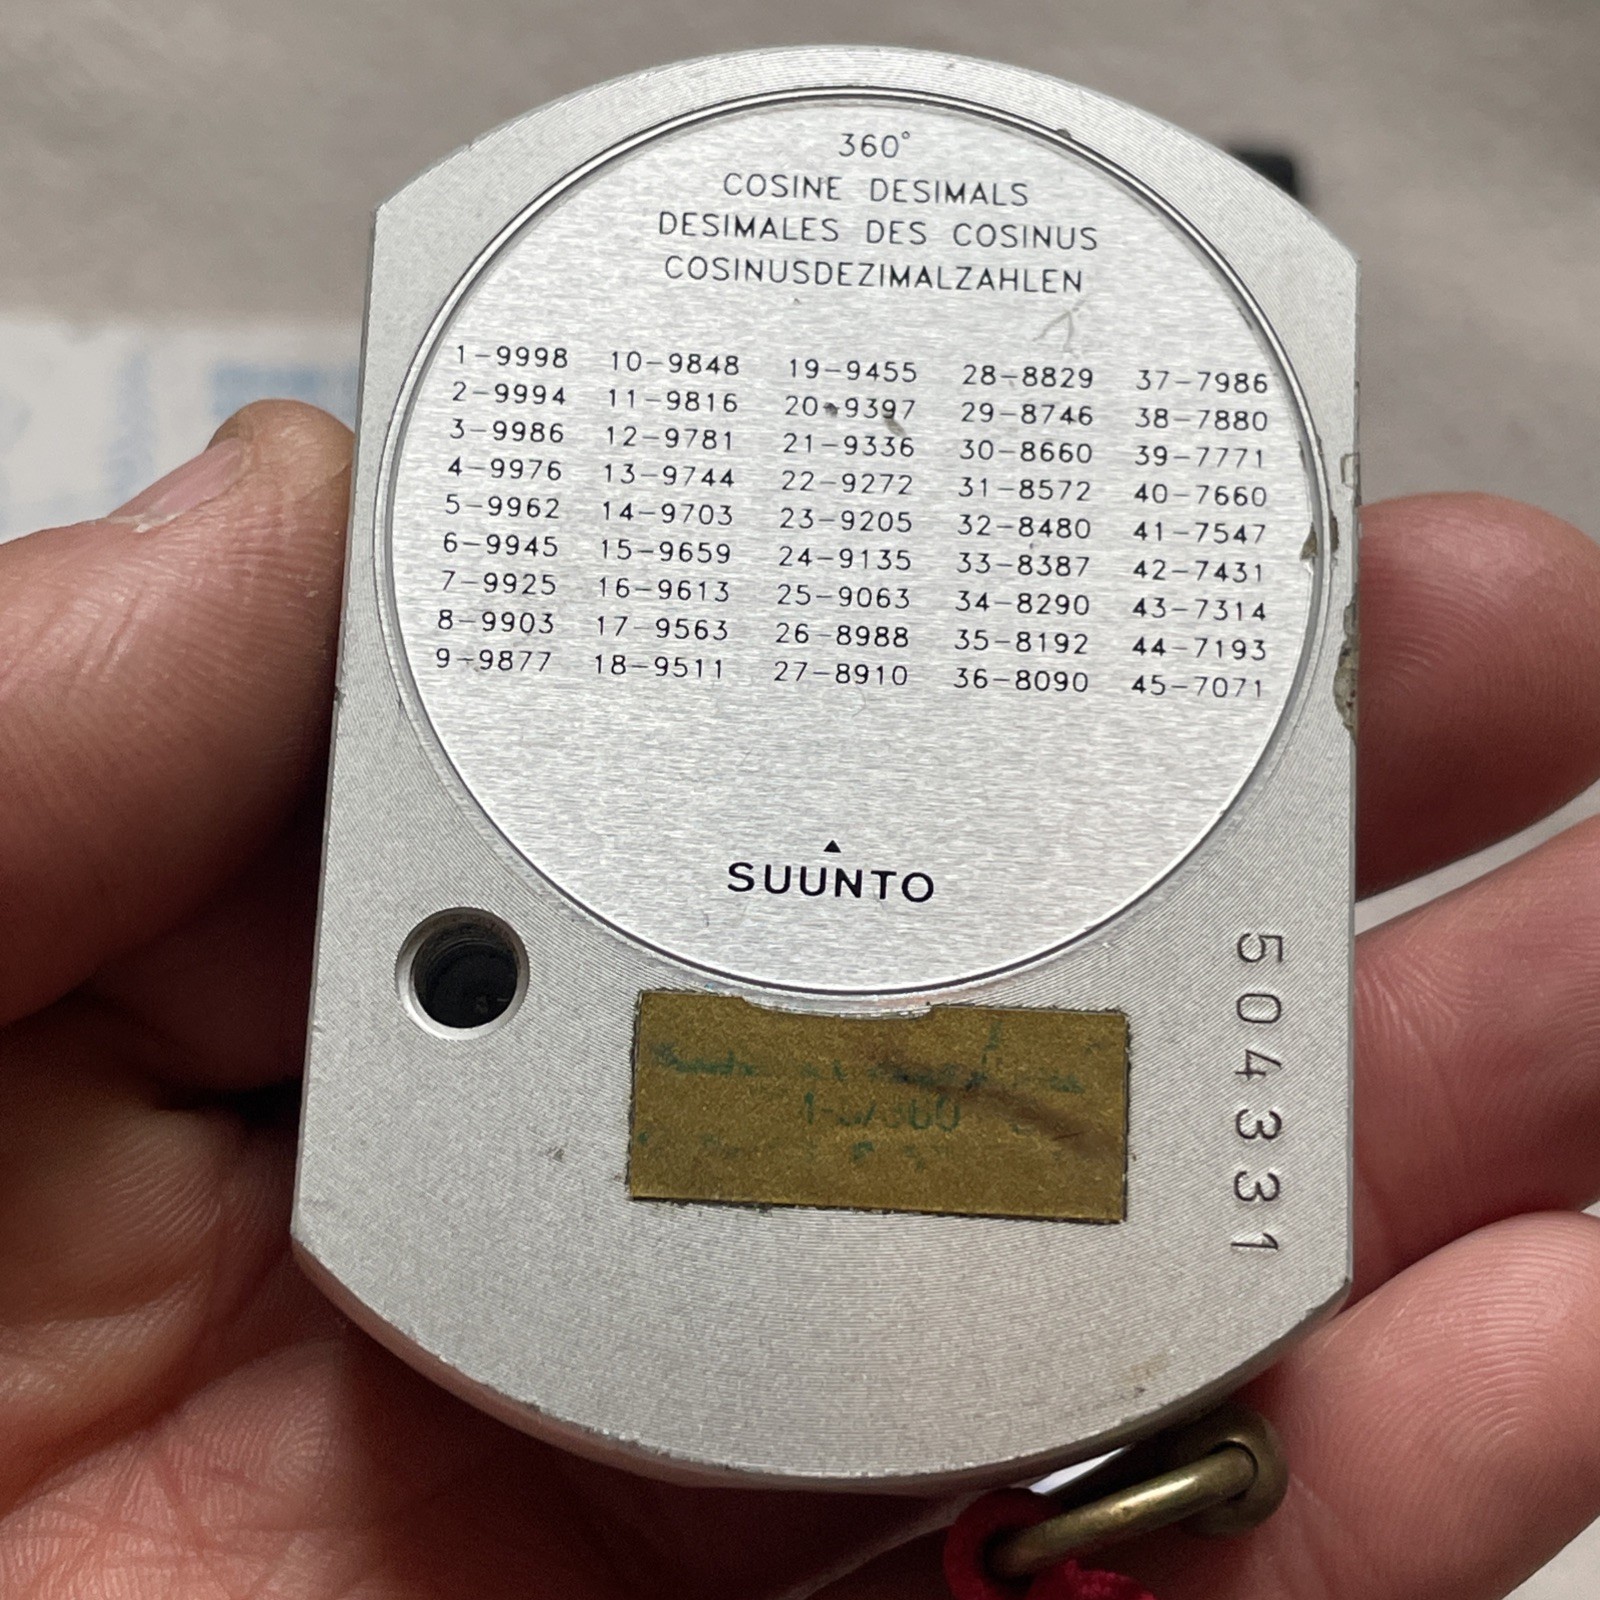 360°
COSINE DESIMALS
DESIMALES DES COSINUS
COSINUSDEZIMALZAHLEN
1-9998 10-9848 19-9455 28-8829 37-7986
2-9994 11-9816 20-9397 29-8746 38-7880
3-9986 12-9781 21-9336 30-8660 39-7771
4-9976 13-9744 22-9272 31-8572 40-7660
5-9962 14-9703 23-9205 32-8480 41-7547
6-9945 15-9659 24-9135 33-8387 42-7431
7-9925 16-9613 25-9063 34-8290 43-7314
8-9903 17-9563 26-8988 35-8192 44-7193
9-9877 18-9511 27-8910 36-8090 45-7071
SUUNTO
504331